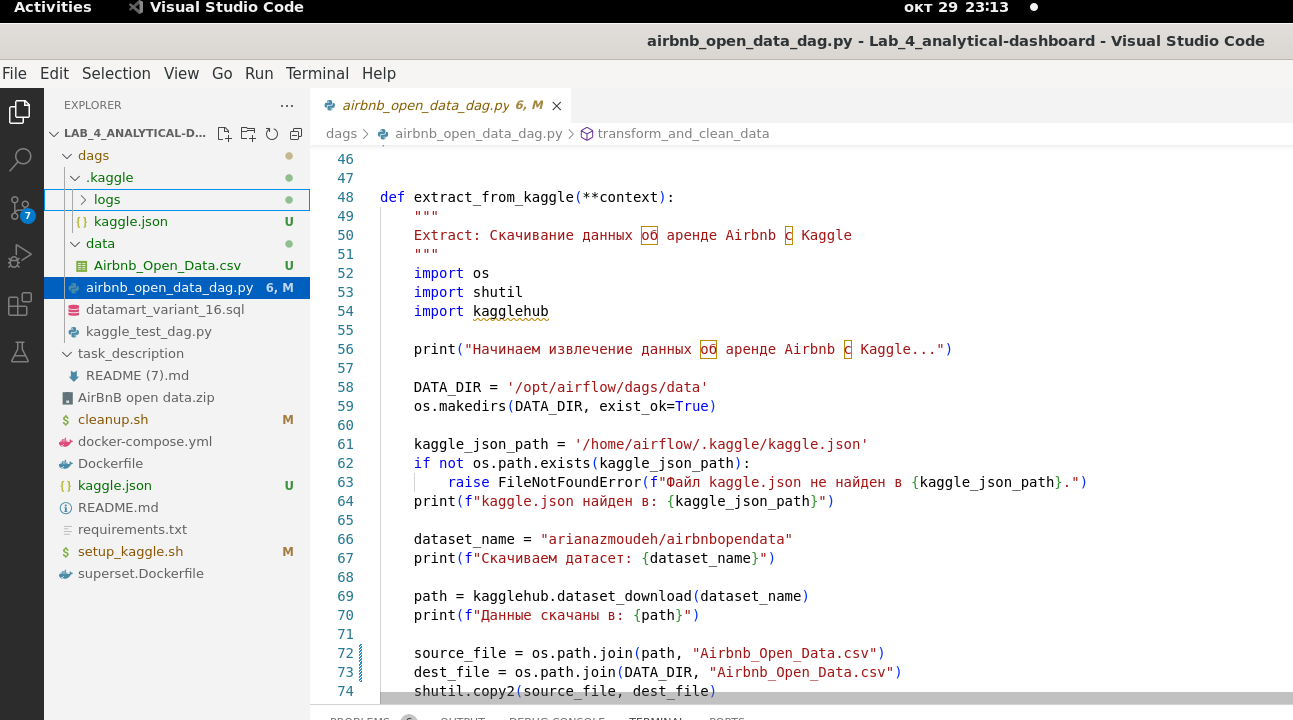 Activities
Visual Studio Code
окт 29 23:13
airbnb_open_data_dag.py - Lab_4_analytical-dashboard - Visual Studio Code
File Edit Selection View Go Run Terminal Help
EXPLORER
LAB_4_ANALYTICAL-D...
dags
.kaggle
logs
kaggle.json U
data
Airbnb_Open_Data.csv U
airbnb_open_data_dag.py 6, M
datamart_variant_16.sql
kaggle_test_dag.py
task_description
README (7).md
AirBnB open data.zip
cleanup.sh M
docker-compose.yml
Dockerfile
kaggle.json U
README.md
requirements.txt
setup_kaggle.sh M
superset.Dockerfile
7
airbnb_open_data_dag.py 6, M
dags > airbnb_open_data_dag.py > transform_and_clean_data
46
47
48 def extract_from_kaggle(**context):
49 """
50 Extract: Скачивание данных об аренде Airbnb с Kaggle
51 """
52 import os
53 import shutil
54 import kagglehub
55
56 print("Начинаем извлечение данных об аренде Airbnb с Kaggle...")
57
58 DATA_DIR = '/opt/airflow/dags/data'
59 os.makedirs(DATA_DIR, exist_ok=True)
60
61 kaggle_json_path = '/home/airflow/.kaggle/kaggle.json'
62 if not os.path.exists(kaggle_json_path):
63 raise FileNotFoundError(f"Файл kaggle.json не найден в {kaggle_json_path}.")
64 print(f"kaggle.json найден в: {kaggle_json_path}")
65
66 dataset_name = "arianazmoudeh/airbnbopendata"
67 print(f"Скачиваем датасет: {dataset_name}")
68
69 path = kagglehub.dataset_download(dataset_name)
70 print(f"Данные скачаны в: {path}")
71
72 source_file = os.path.join(path, "Airbnb_Open_Data.csv")
73 dest_file = os.path.join(DATA_DIR, "Airbnb_Open_Data.csv")
74 shutil.copy2(source_file, dest_file)
PROBLEMS OUTPUT DEBUG CONSOLE TERMINAL PORTS